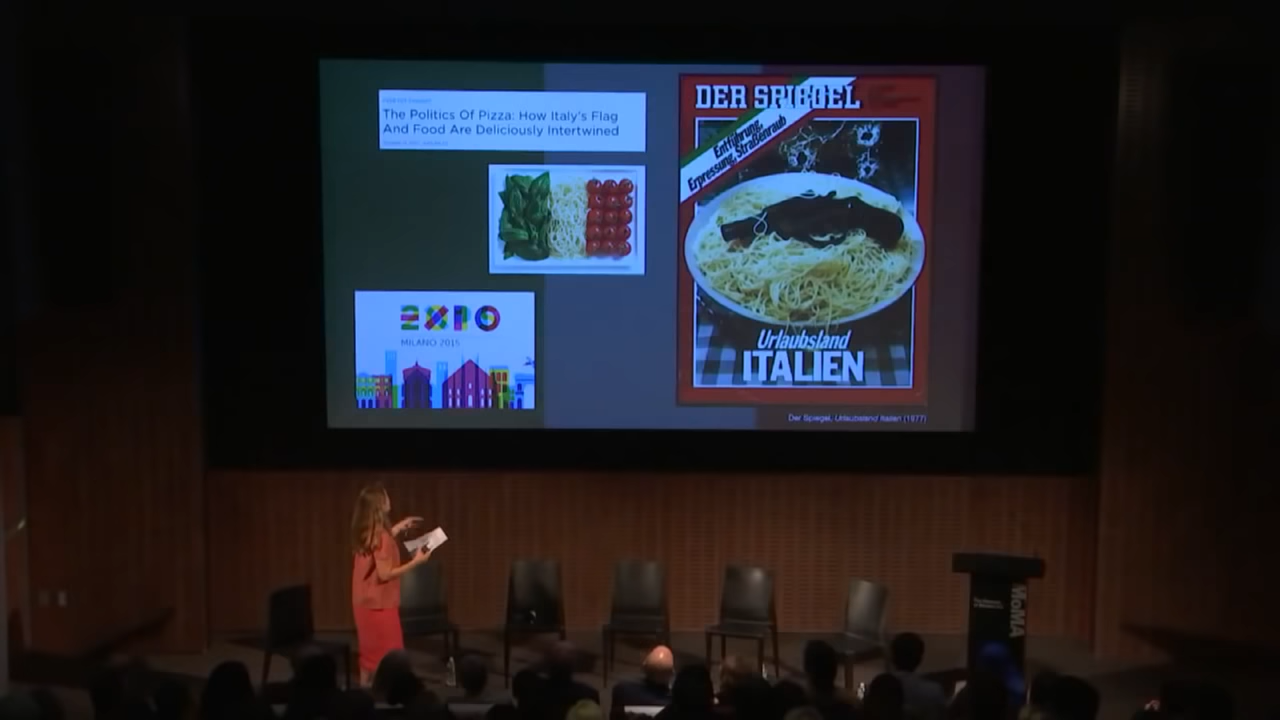 The Politics Of Pizza: How Italy's Flag
And Food Are Deliciously Intertwined
EXPO
MILANO 2015
DER SPIEGEL
Entführung,
Erpressung, Straßenraub
Urlaubsland
ITALIEN
Der Spiegel, Urlaubsland Italien (1977)
MoMA